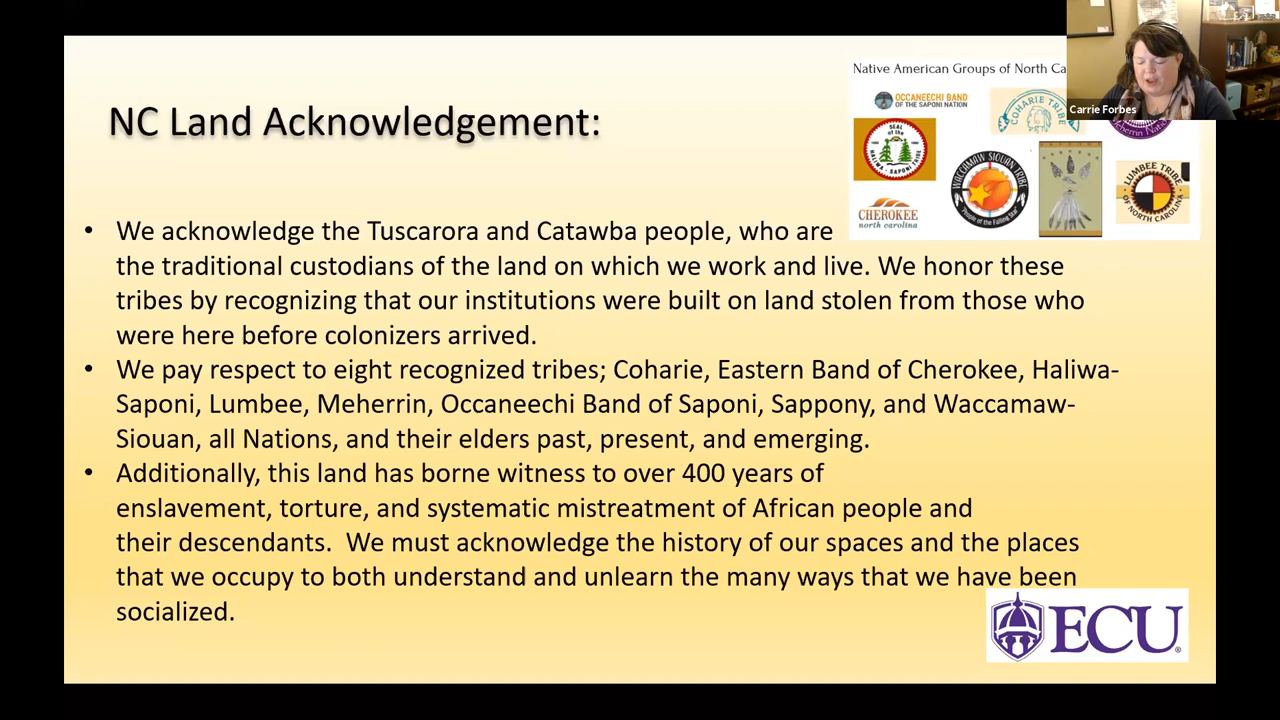 NC Land Acknowledgement:
Native American Groups of North Ca
OCCANEECHI BAND
OF THE SAPONI NATION
COHARIE TRIBE
SEAL
of the
HALIWA - SAPONI TRIBE
WACCAMAW SIOUAN TRIBE
"People of the Falling Star"
LUMBEE TRIBE
OF NORTH CAROLINA
CHEROKEE
north carolina
Carrie Forbes
• We acknowledge the Tuscarora and Catawba people, who are
the traditional custodians of the land on which we work and live. We honor these
tribes by recognizing that our institutions were built on land stolen from those who
were here before colonizers arrived.
• We pay respect to eight recognized tribes; Coharie, Eastern Band of Cherokee, Haliwa-
Saponi, Lumbee, Meherrin, Occaneechi Band of Saponi, Sappony, and Waccamaw-
Siouan, all Nations, and their elders past, present, and emerging.
• Additionally, this land has borne witness to over 400 years of
enslavement, torture, and systematic mistreatment of African people and
their descendants.  We must acknowledge the history of our spaces and the places
that we occupy to both understand and unlearn the many ways that we have been
socialized.
ECU